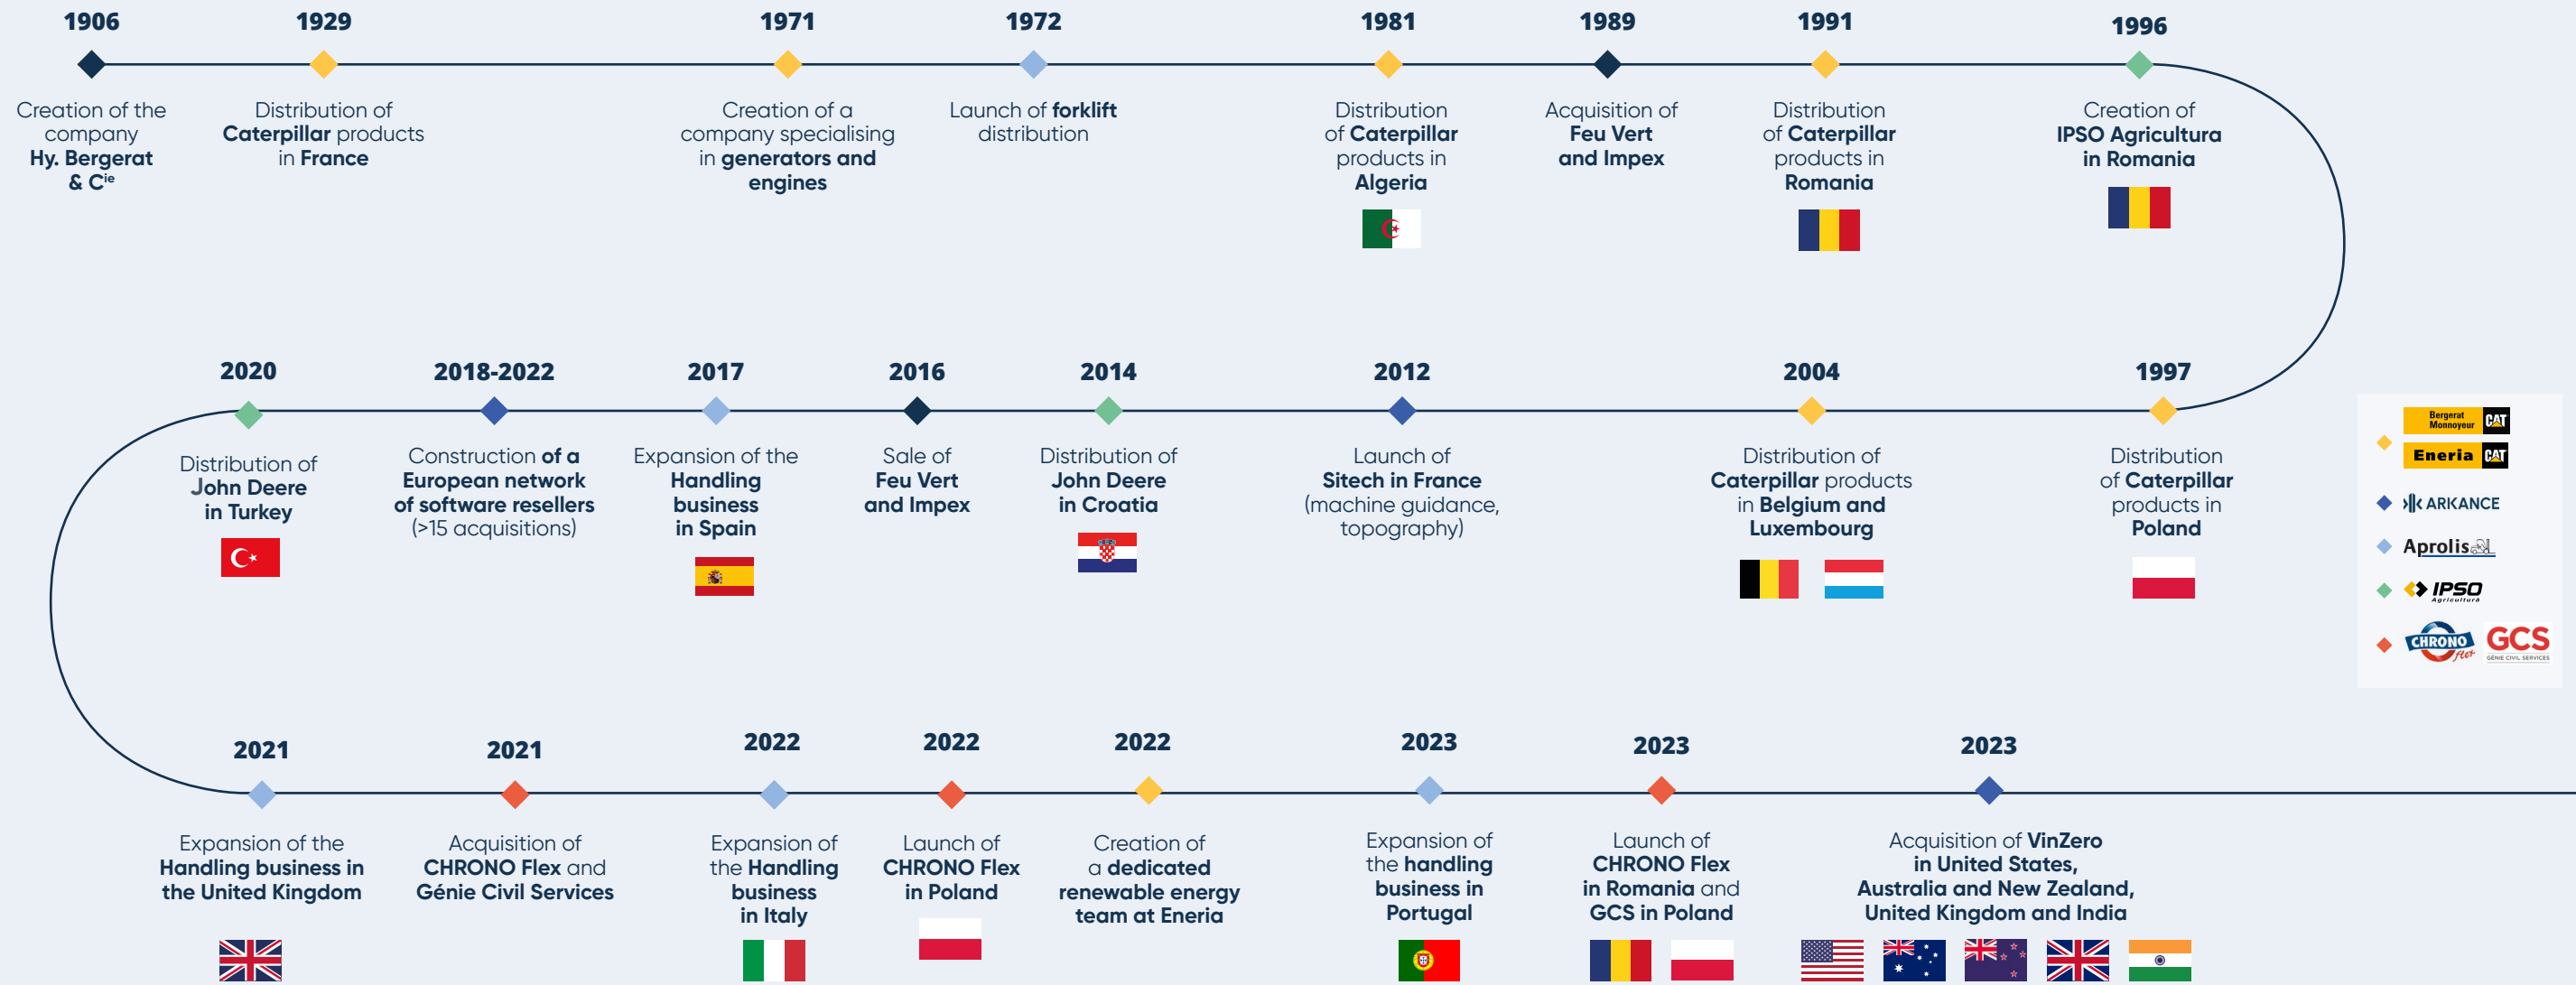 1906
Creation of the
company
Hy. Bergerat
& Cie
1929
Distribution of
Caterpillar products
in France
1971
Creation of a
company specialising
in generators and
engines
1972
Launch of forklift
distribution
1981
Distribution
of Caterpillar
products in
Algeria
1989
Acquisition of
Feu Vert
and Impex
1991
Distribution
of Caterpillar
products in
Romania
1996
Creation of
IPSO Agricultura
in Romania
1997
Distribution
of Caterpillar
products in
Poland
2004
Distribution of
Caterpillar products
in Belgium and
Luxembourg
2012
Launch of
Sitech in France
(machine guidance,
topography)
2014
Distribution of
John Deere
in Croatia
2016
Sale of
Feu Vert
and Impex
2017
Expansion of the
Handling
business
in Spain
2018-2022
Construction of a
European network
of software resellers
(>15 acquisitions)
2020
Distribution of
John Deere
in Turkey
2021
Expansion of the
Handling business in
the United Kingdom
2021
Acquisition of
CHRONO Flex and
Génie Civil Services
2022
Expansion of
the Handling
business
in Italy
2022
Launch of
CHRONO Flex
in Poland
2022
Creation of
a dedicated
renewable energy
team at Eneria
2023
Expansion of
the handling
business in
Portugal
2023
Launch of
CHRONO Flex
in Romania and
GCS in Poland
2023
Acquisition of VinZero
in United States,
Australia and New Zealand,
United Kingdom and India
Bergerat
Monnoyeur CAT
Eneria CAT
ARKANCE
Aprolis
IPSO
Agricultură
CHRONO
flex
GCS
GÉNIE CIVIL SERVICES